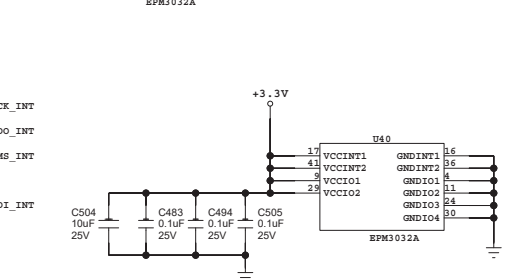 EPM3032A
CK_INT
+3.3V
DO_INT
U40
MS_INT
17 VCCINT1 GNDINT1 16
41 VCCINT2 GNDINT2 36
9 VCCIO1 GNDIO1 4
29 VCCIO2 GNDIO2 11
GNDIO3 24
GNDIO4 30
DI_INT
C504 C483 C494 C505
10uF 0.1uF 0.1uF 0.1uF
25V 25V 25V 25V
EPM3032A